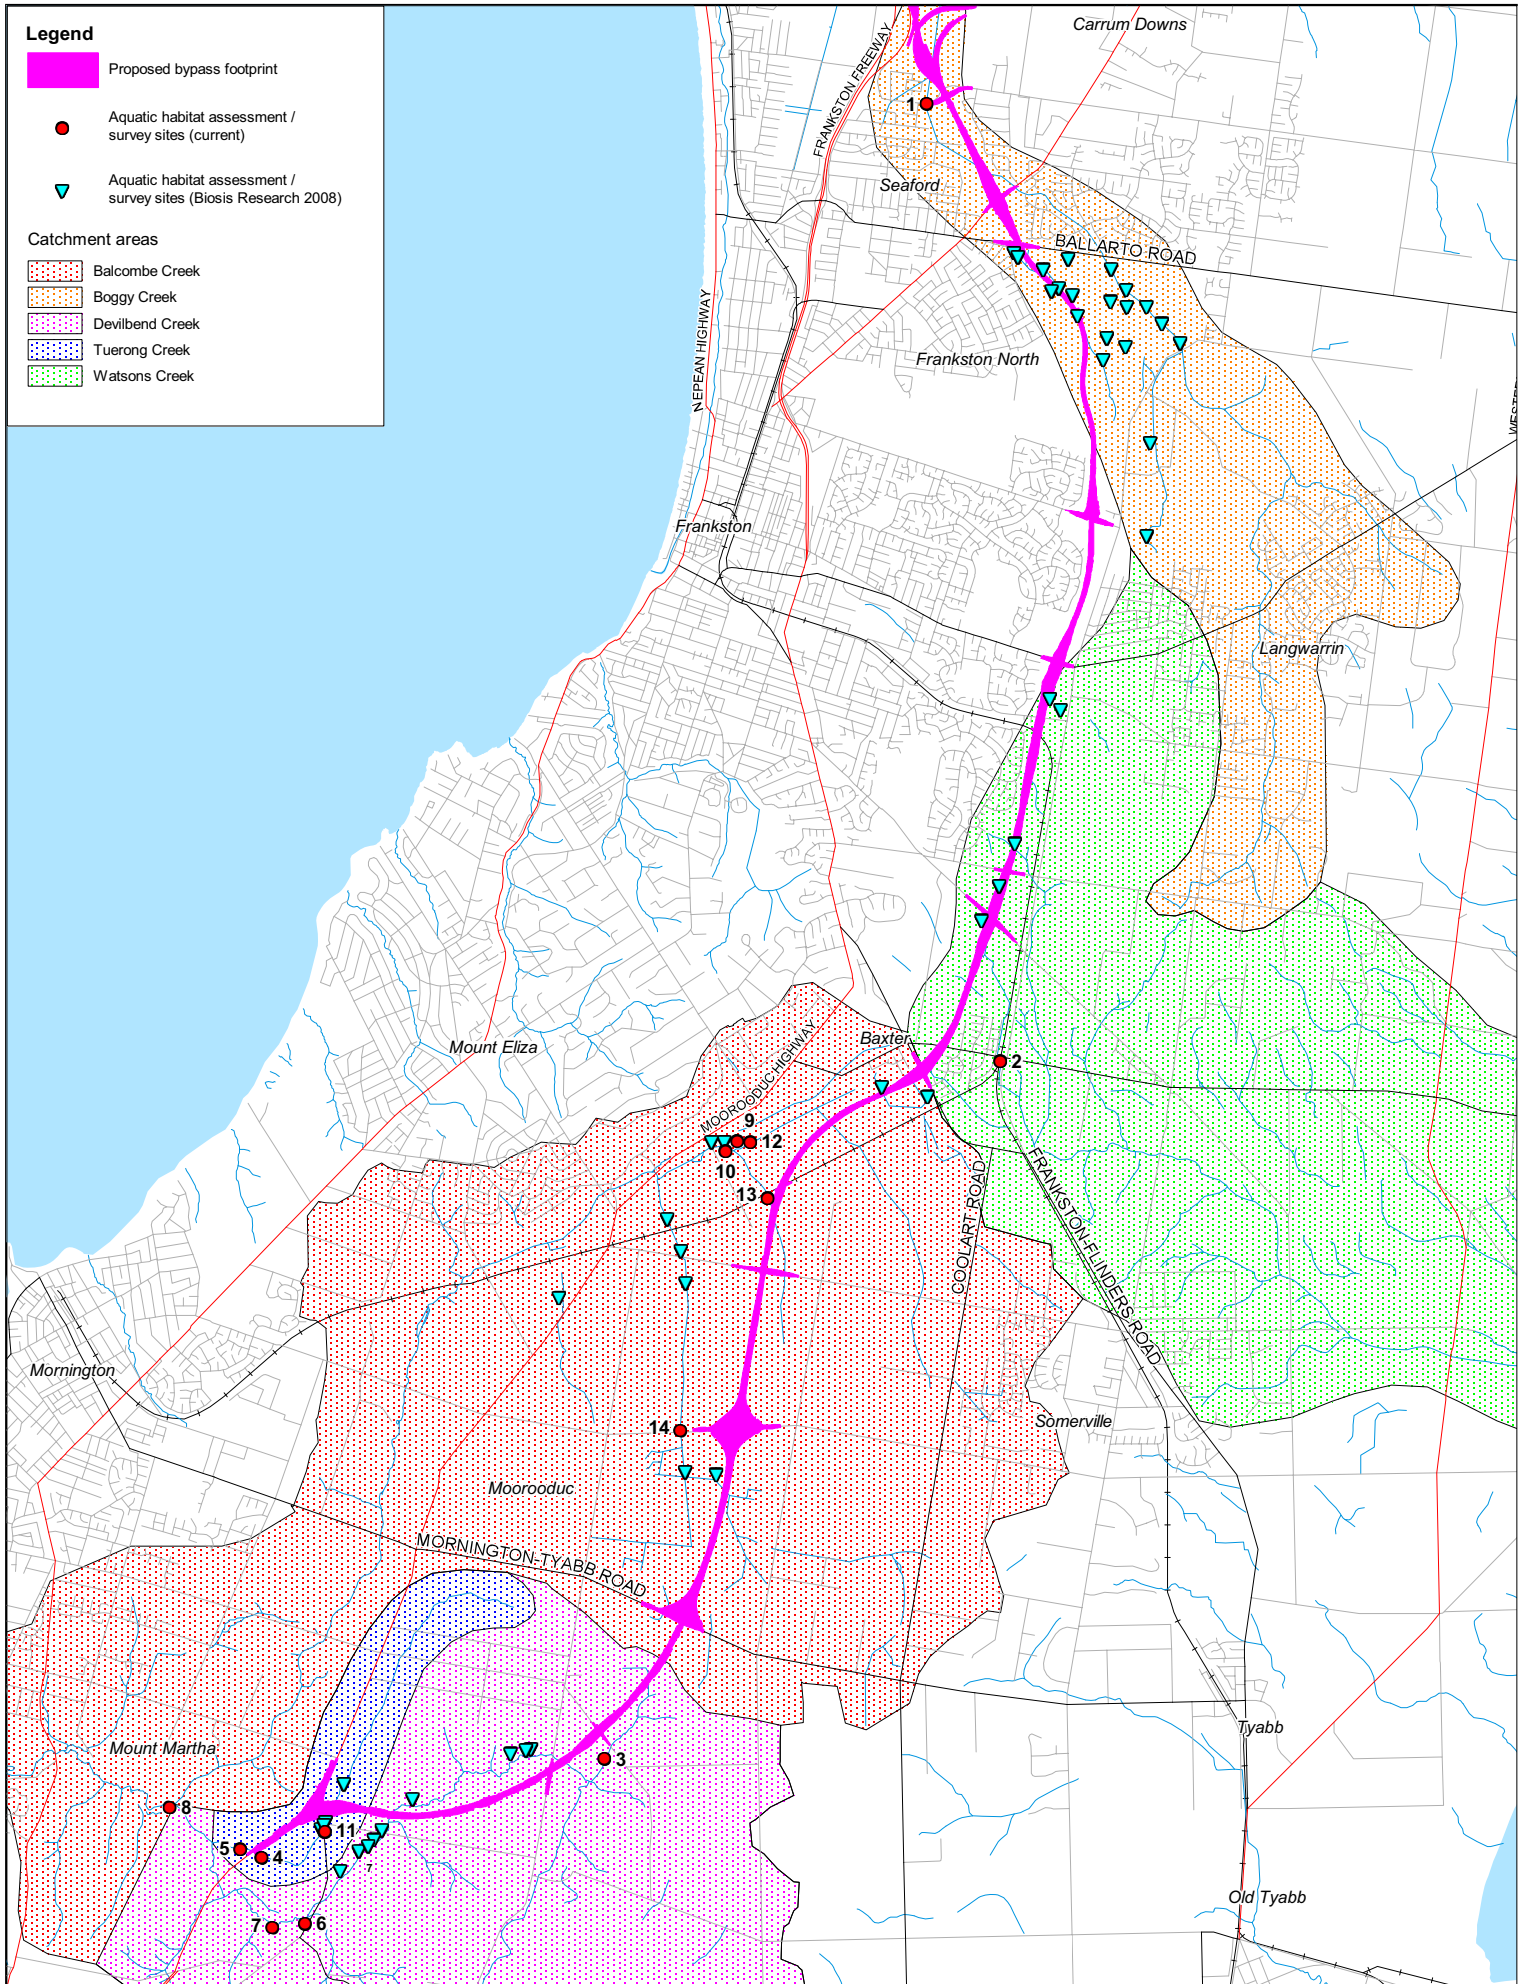 Legend
Proposed bypass footprint
Aquatic habitat assessment /
survey sites (current)
Aquatic habitat assessment /
survey sites (Biosis Research 2008)
Catchment areas
Balcombe Creek
Boggy Creek
Devilbend Creek
Tuerong Creek
Watsons Creek
Carrum Downs
FRANKSTON FREEWAY
1
Seaford
BALLARTO ROAD
NEPEAN HIGHWAY
Frankston North
Frankston
Langwarrin
Mount Eliza
Baxter
2
MOOROODUC HIGHWAY
9
12
10
13
COOLART ROAD
FRANKSTON-FLINDERS ROAD
Mornington
14
Somerville
Moorooduc
MORNINGTON-TYABB ROAD
Mount Martha
3
Tyabb
8
5
4
11
7
7
6
Old Tyabb